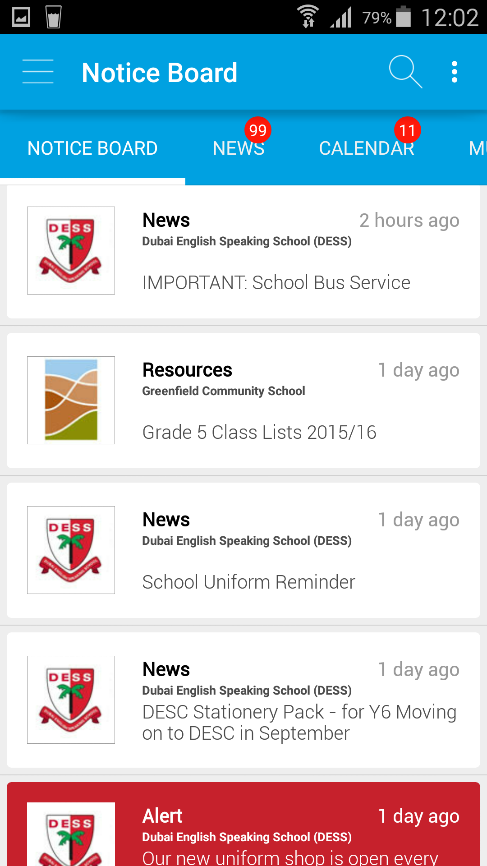 79% 12:02
Notice Board
99 11
NOTICE BOARD NEWS CALENDAR M
DESS
News 2 hours ago
Dubai English Speaking School (DESS)
IMPORTANT: School Bus Service
Resources 1 day ago
Greenfield Community School
Grade 5 Class Lists 2015/16
DESS
News 1 day ago
Dubai English Speaking School (DESS)
School Uniform Reminder
DESS
News 1 day ago
Dubai English Speaking School (DESS)
DESC Stationery Pack - for Y6 Moving
on to DESC in September
DESS
Alert 1 day ago
Dubai English Speaking School (DESS)
Our new uniform shop is open every